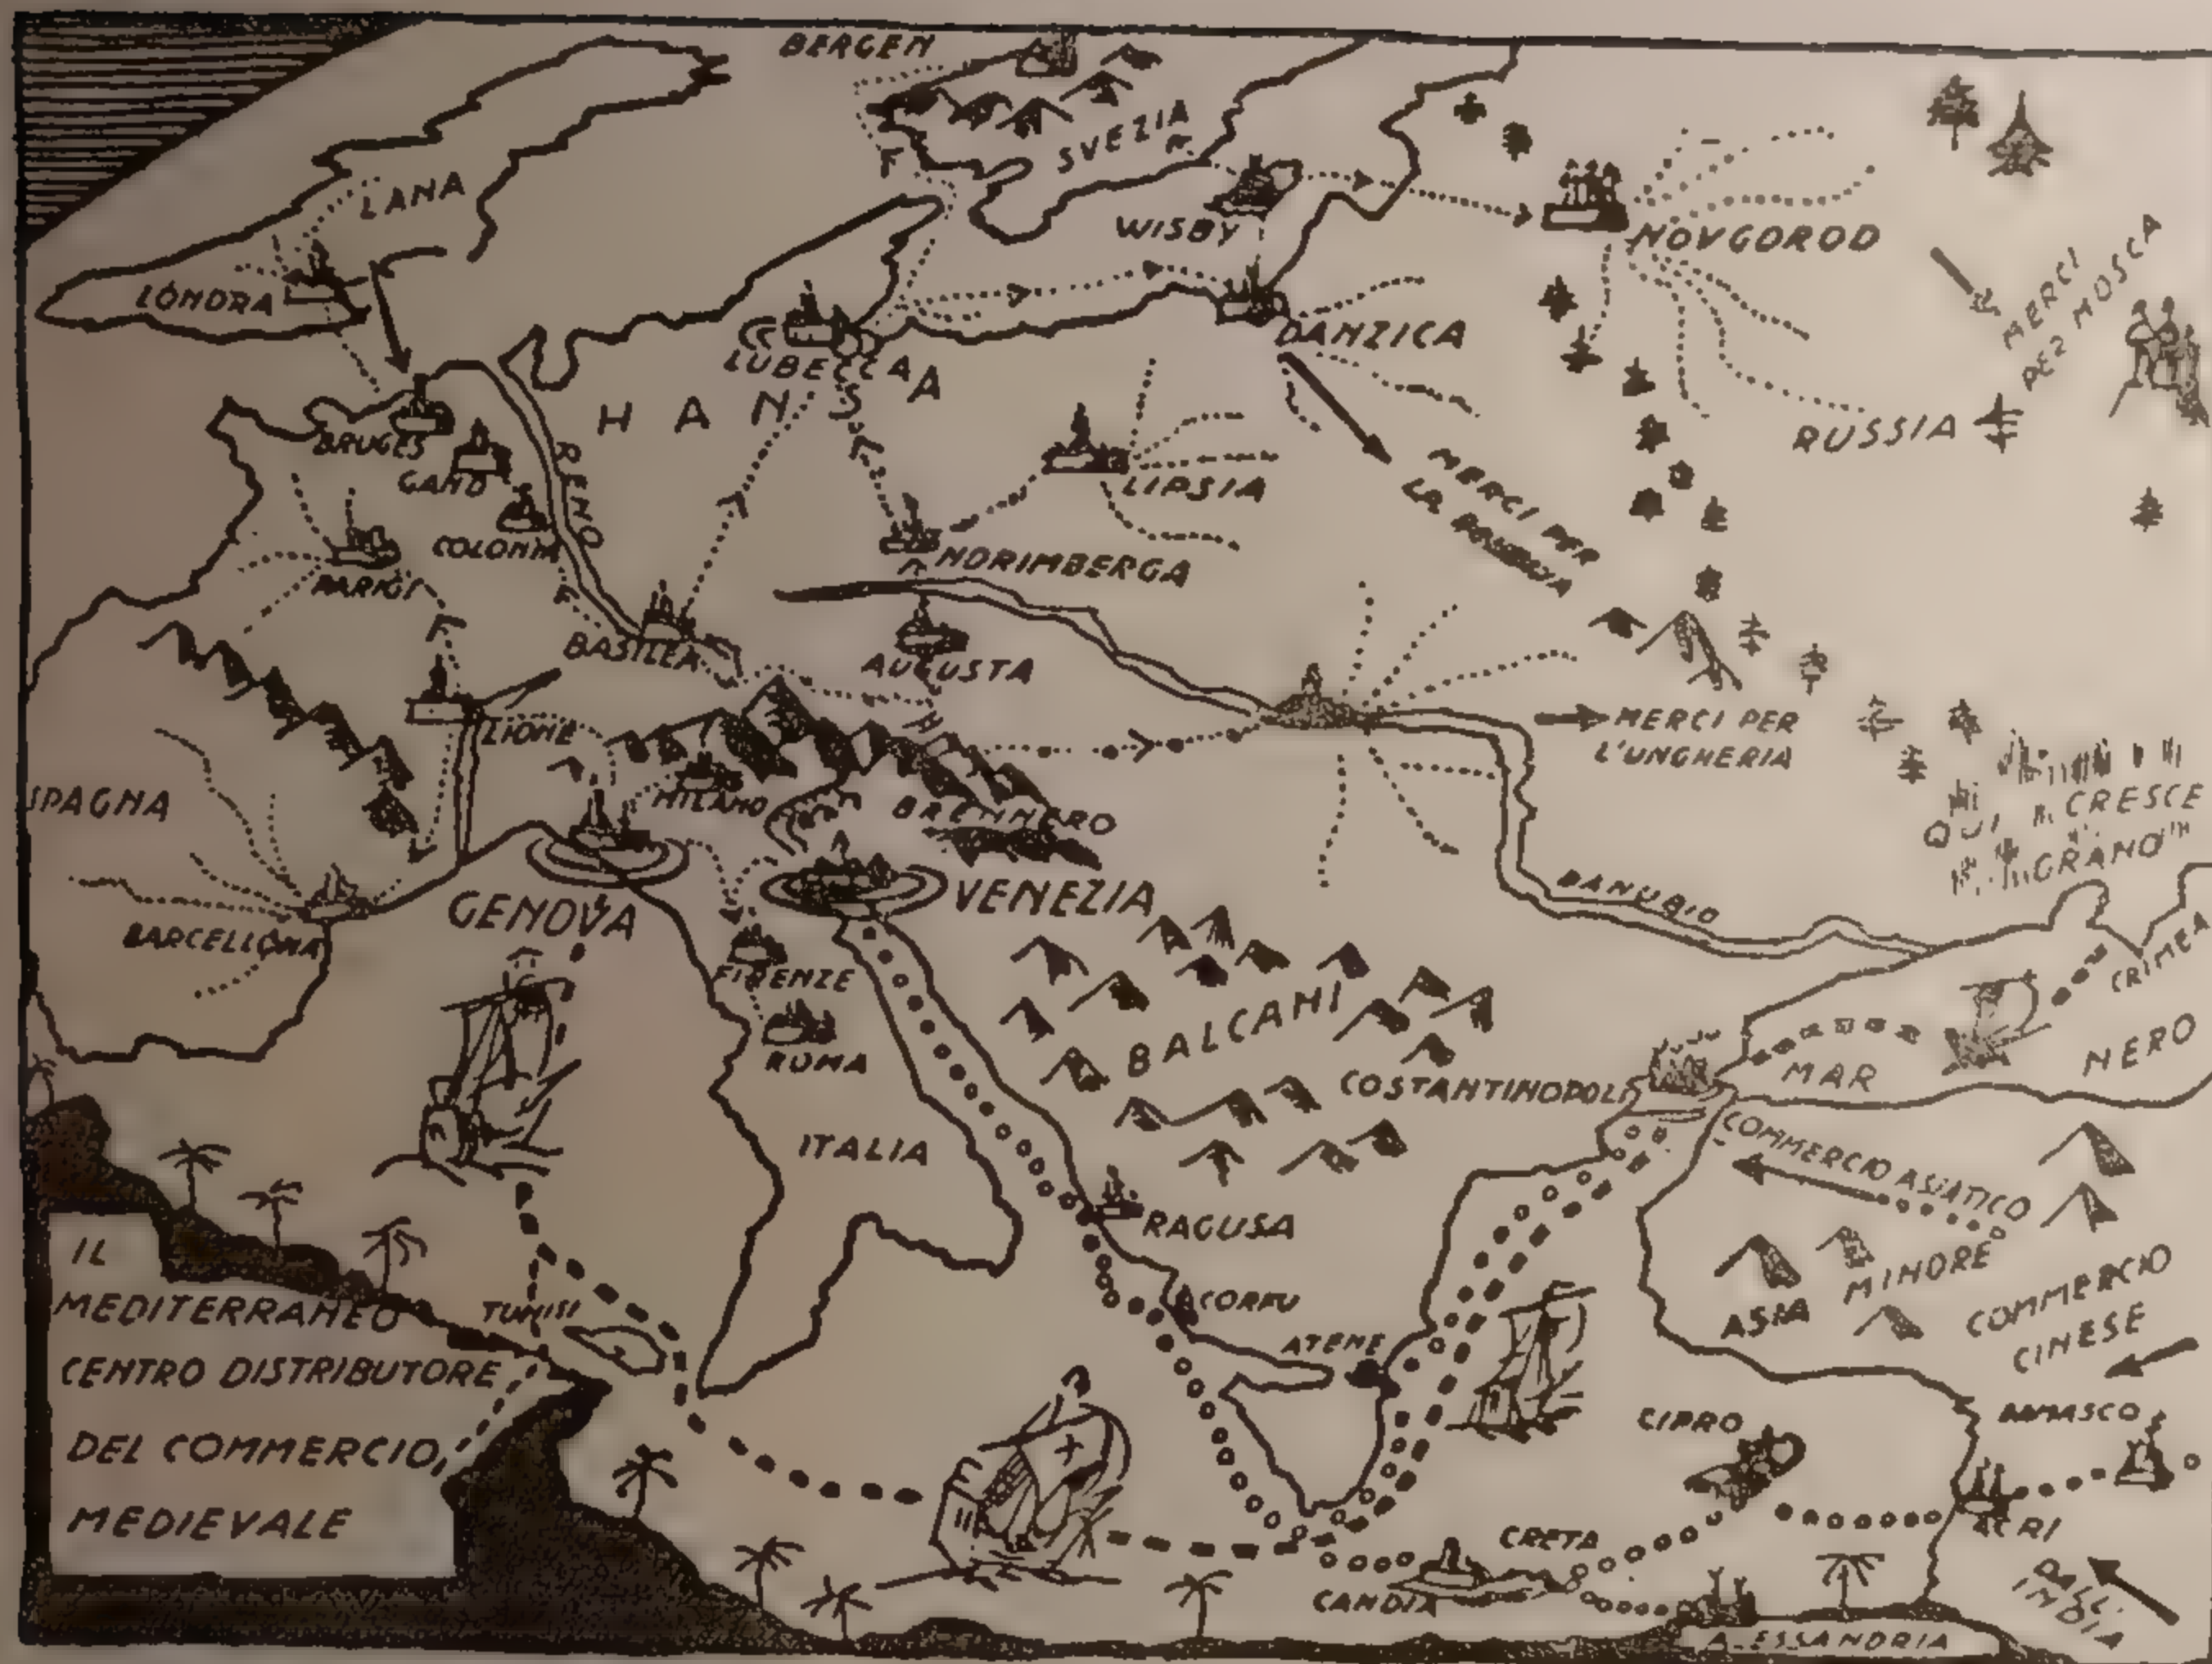 BERGEN
SVEZIA
LANA
LONDRA
WISBY
NOVGOROD
MERCI
PER MOSCA
LUBECCA
DANZICA
HANSA
BRUGES
GAND
RENO
COLONIA
LIPSIA
RUSSIA
MERCI PER
LA
NORIMBERGA
PARIGI
BASILEA
AUGUSTA
LIONE
MERCI PER
L'UNGHERIA
SPAGNA
MILANO
BRENNERO
QUI CRESCE
IL GRANO
GENOVA
VENEZIA
DANUBIO
BARCELLONA
FIRENZE
ROMA
BALCANI
CRIMEA
MAR
NERO
COSTANTINOPOLI
ITALIA
COMMERCIO ASIATICO
RAGUSA
ASIA
MINORE
COMMERCIO
CINESE
TUNISI
CORFU
ATENE
CIPRO
DAMASCO
ACRI
CRETA
CANDIA
ALESSANDRIA
DALL'
INDIA
IL
MEDITERRANEO
CENTRO DISTRIBUTORE
DEL COMMERCIO
MEDIEVALE